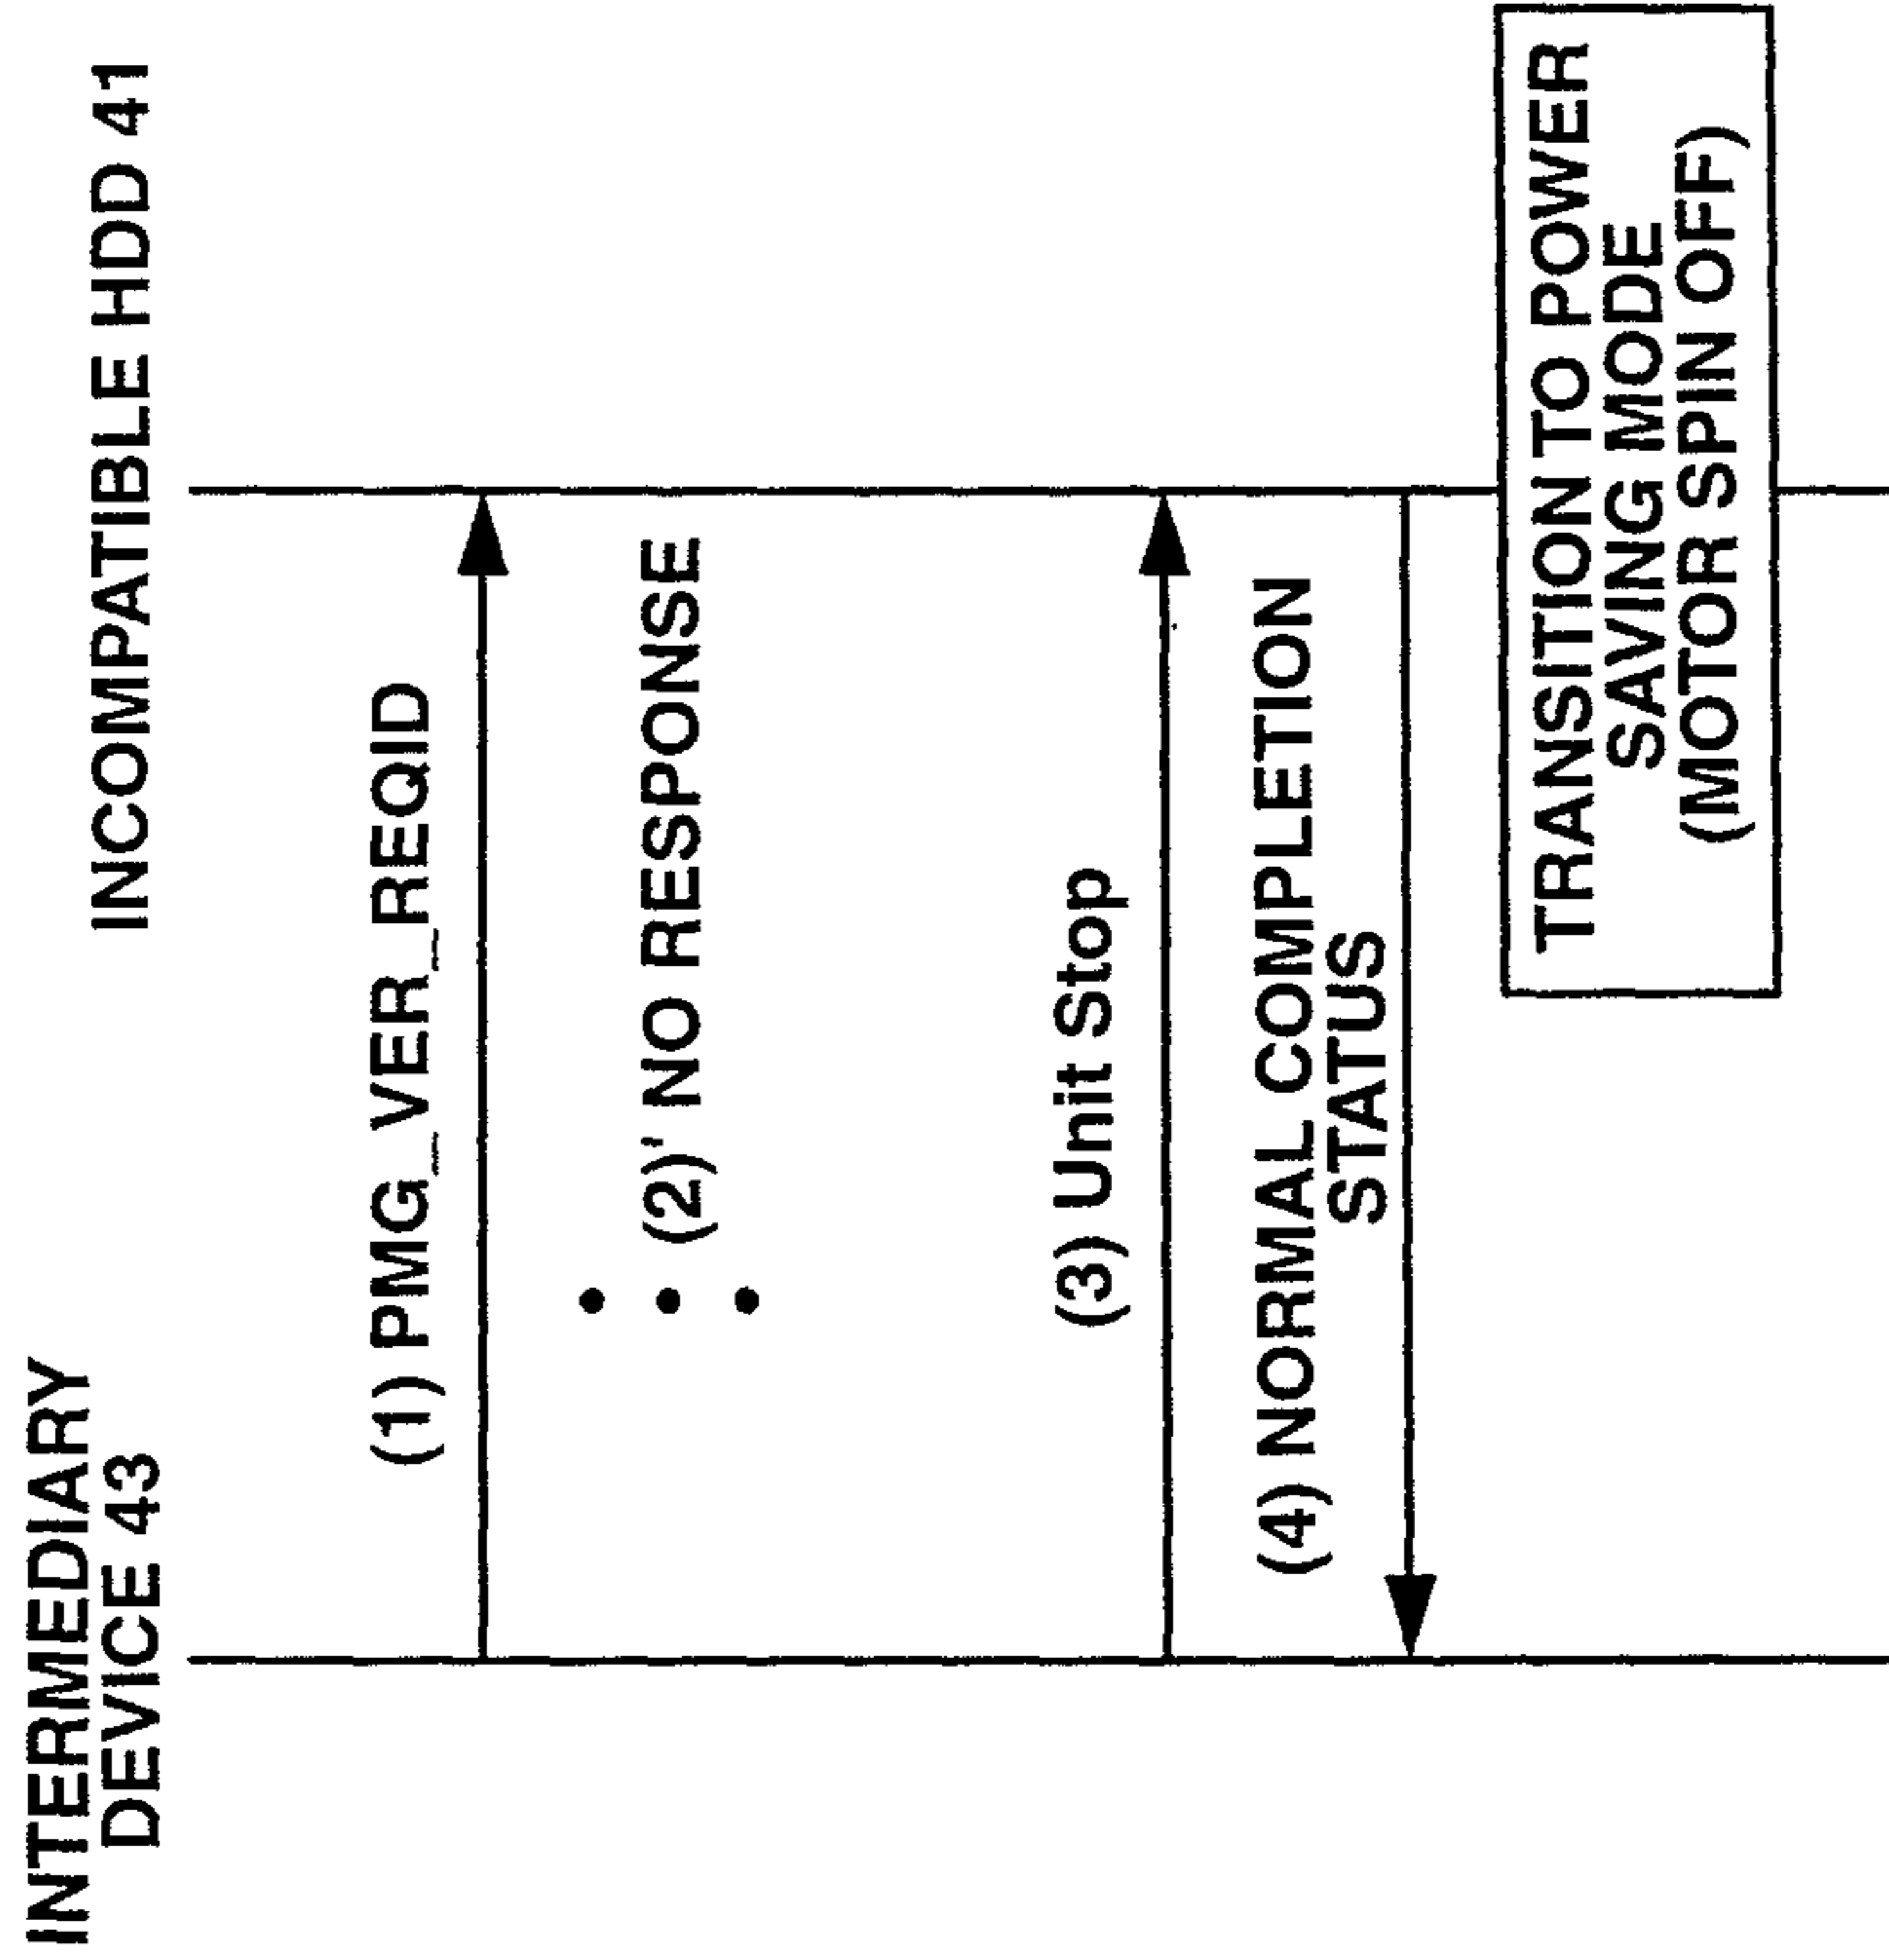 INTERMEDIARY
DEVICE 43
INCOMPATIBLE HDD 41
(1) PMG_VER_REQID
(2)' NO RESPONSE
(3) Unit Stop
(4) NORMAL COMPLETION
STATUS
TRANSITION TO POWER
SAVING MODE
(MOTOR SPIN OFF)